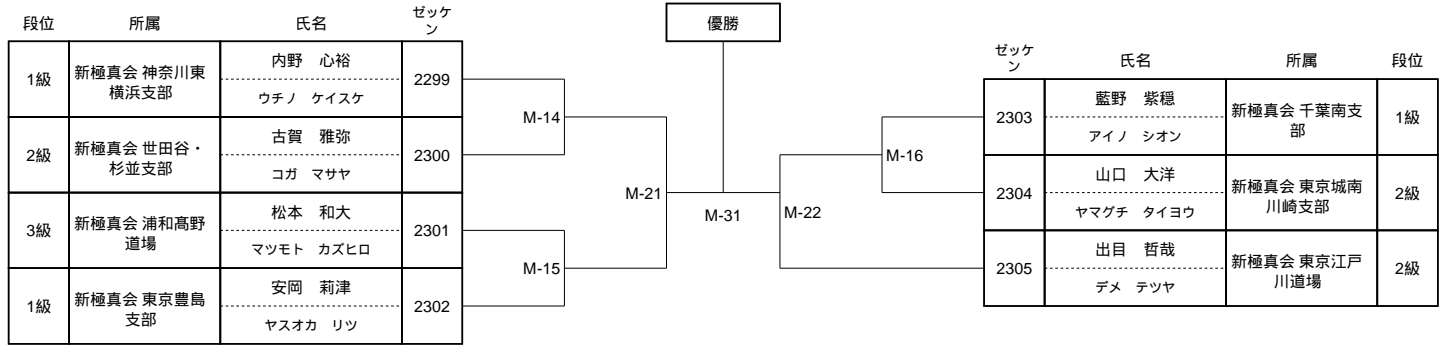 段位 所属 氏名 ゼッケ
ン
1級 新極真会 神奈川東
横浜支部 内野 心裕
ウチノ ケイスケ 2299
2級 新極真会 世田谷・
杉並支部 古賀 雅弥
コガ マサヤ 2300
3級 新極真会 浦和髙野
道場 松本 和大
マツモト カズヒロ 2301
1級 新極真会 東京豊島
支部 安岡 莉津
ヤスオカ リツ 2302
M-14
M-15
M-21
優勝
M-31
M-22
M-16
ゼッケ
ン 氏名 所属 段位
2303 藍野 紫穏
アイノ シオン 新極真会 千葉南支
部 1級
2304 山口 大洋
ヤマグチ タイヨウ 新極真会 東京城南
川崎支部 2級
2305 出目 哲哉
デメ テツヤ 新極真会 東京江戸
川道場 2級